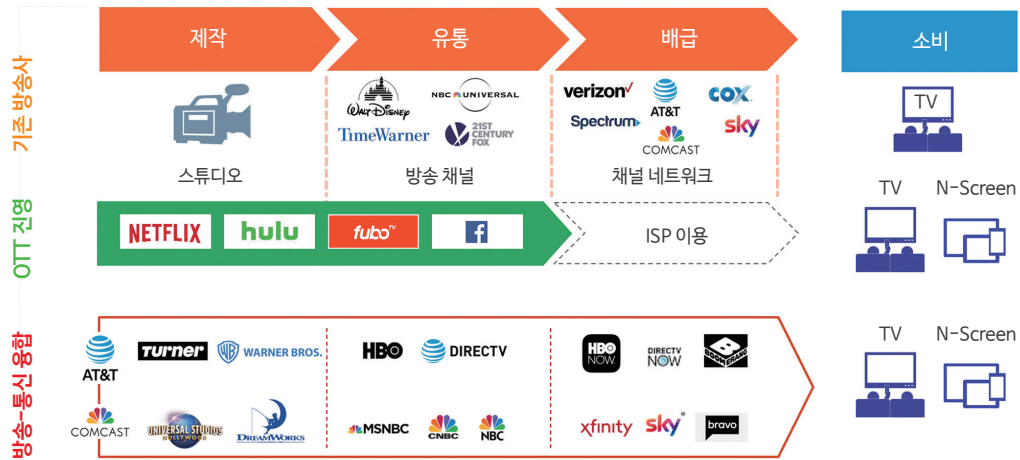 제작
유통
배급
소비
기존 방송사
스튜디오
WALT DISNEY
NBC UNIVERSAL
TimeWarner
21ST
CENTURY
FOX
방송 채널
verizon
AT&T
COX
Spectrum
COMCAST
sky
채널 네트워크
TV
OTT 진영
NETFLIX
hulu
fuboTV
f
ISP 이용
TV
N-Screen
방송-통신 융합
AT&T
TURNER
WB WARNER BROS.
COMCAST
UNIVERSAL STUDIOS
HOLLYWOOD
DREAMWORKS
HBO
DIRECTV
MSNBC
CNBC
NBC
HBO
NOW
DIRECTV
NOW
BOOMERANG
xfinity
sky
bravo
TV
N-Screen